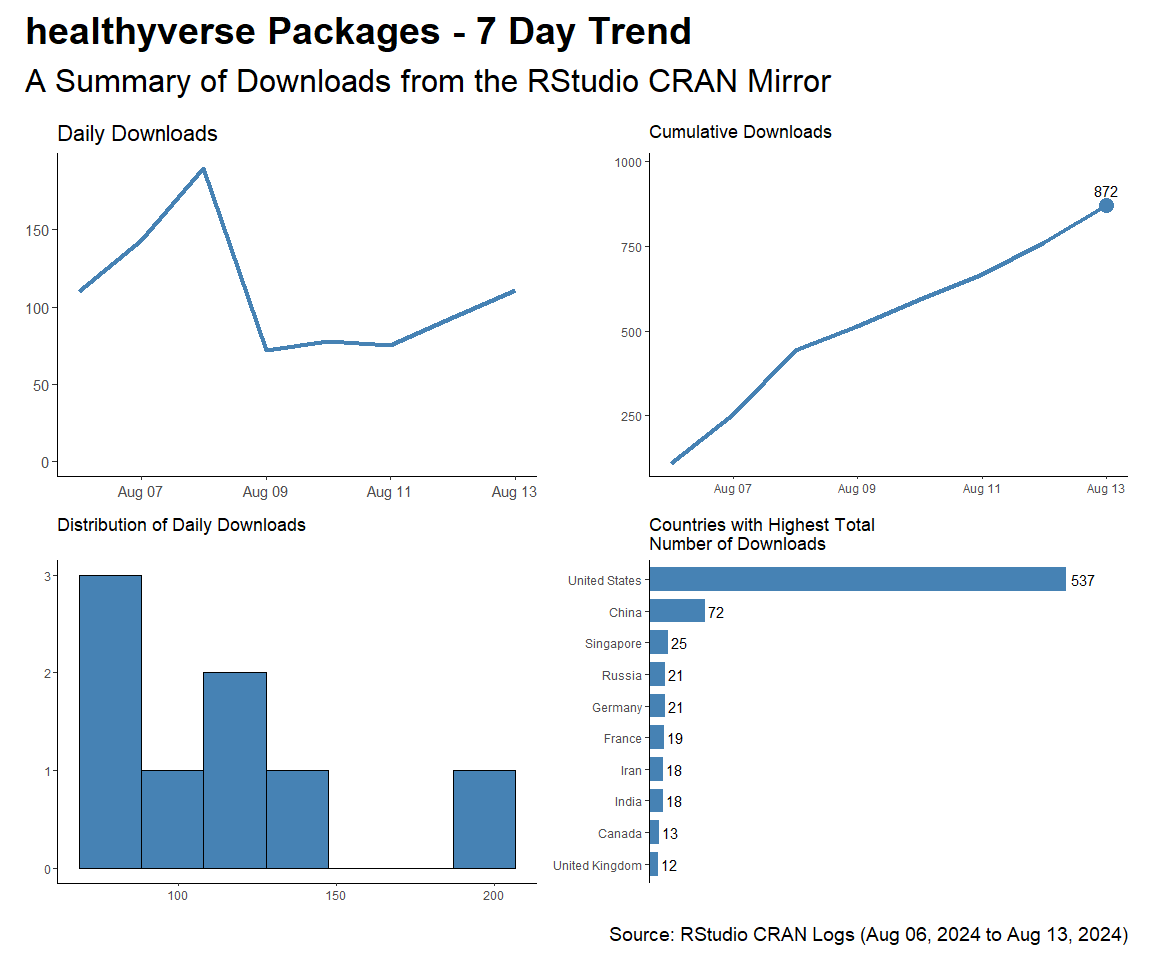 healthyverse Packages - 7 Day Trend
A Summary of Downloads from the RStudio CRAN Mirror
Daily Downloads
150
100
50
0
Aug 07 Aug 09 Aug 11 Aug 13
Cumulative Downloads
1000
750
500
250
872
Aug 07 Aug 09 Aug 11 Aug 13
Distribution of Daily Downloads
3
2
1
0
100 150 200
Countries with Highest Total
Number of Downloads
United States 537
China 72
Singapore 25
Russia 21
Germany 21
France 19
Iran 18
India 18
Canada 13
United Kingdom 12
Source: RStudio CRAN Logs (Aug 06, 2024 to Aug 13, 2024)